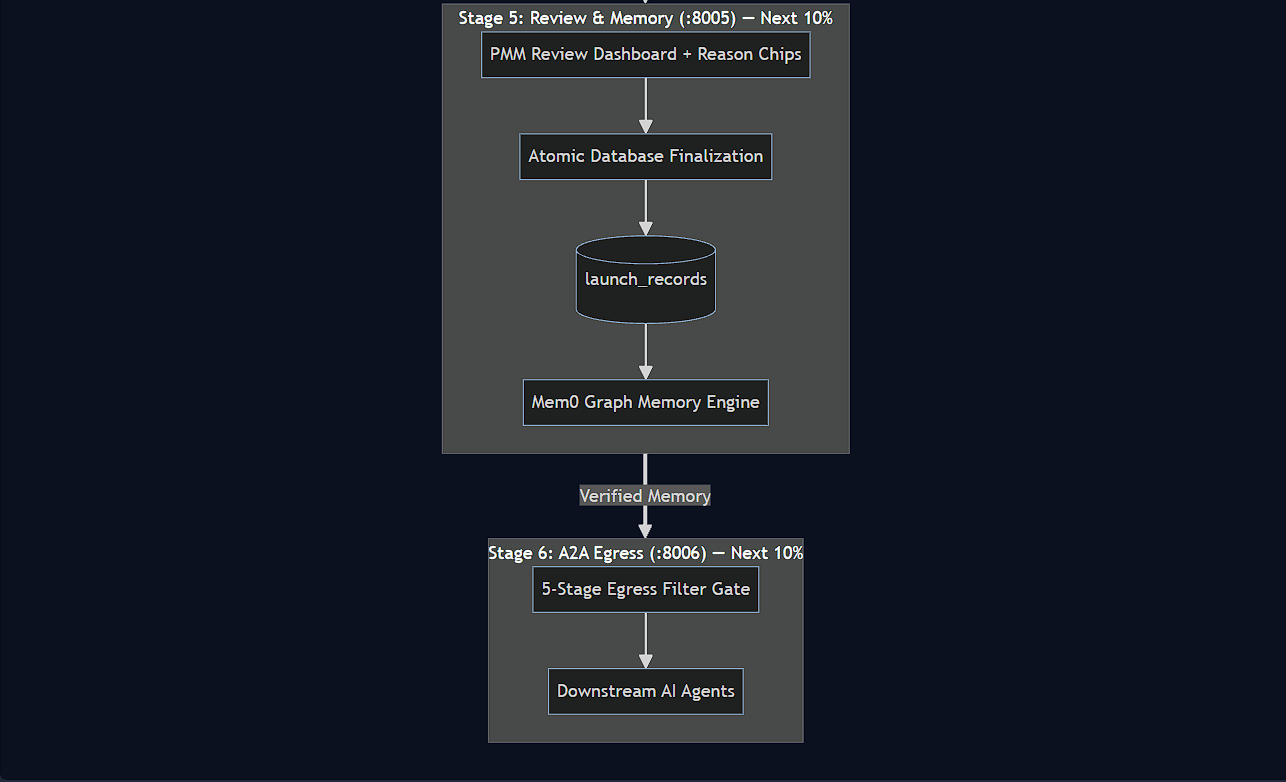 Stage 5: Review & Memory (:8005) — Next 10%
PMM Review Dashboard + Reason Chips
Atomic Database Finalization
launch_records
Mem0 Graph Memory Engine
Verified Memory
Stage 6: A2A Egress (:8006) — Next 10%
5-Stage Egress Filter Gate
Downstream AI Agents